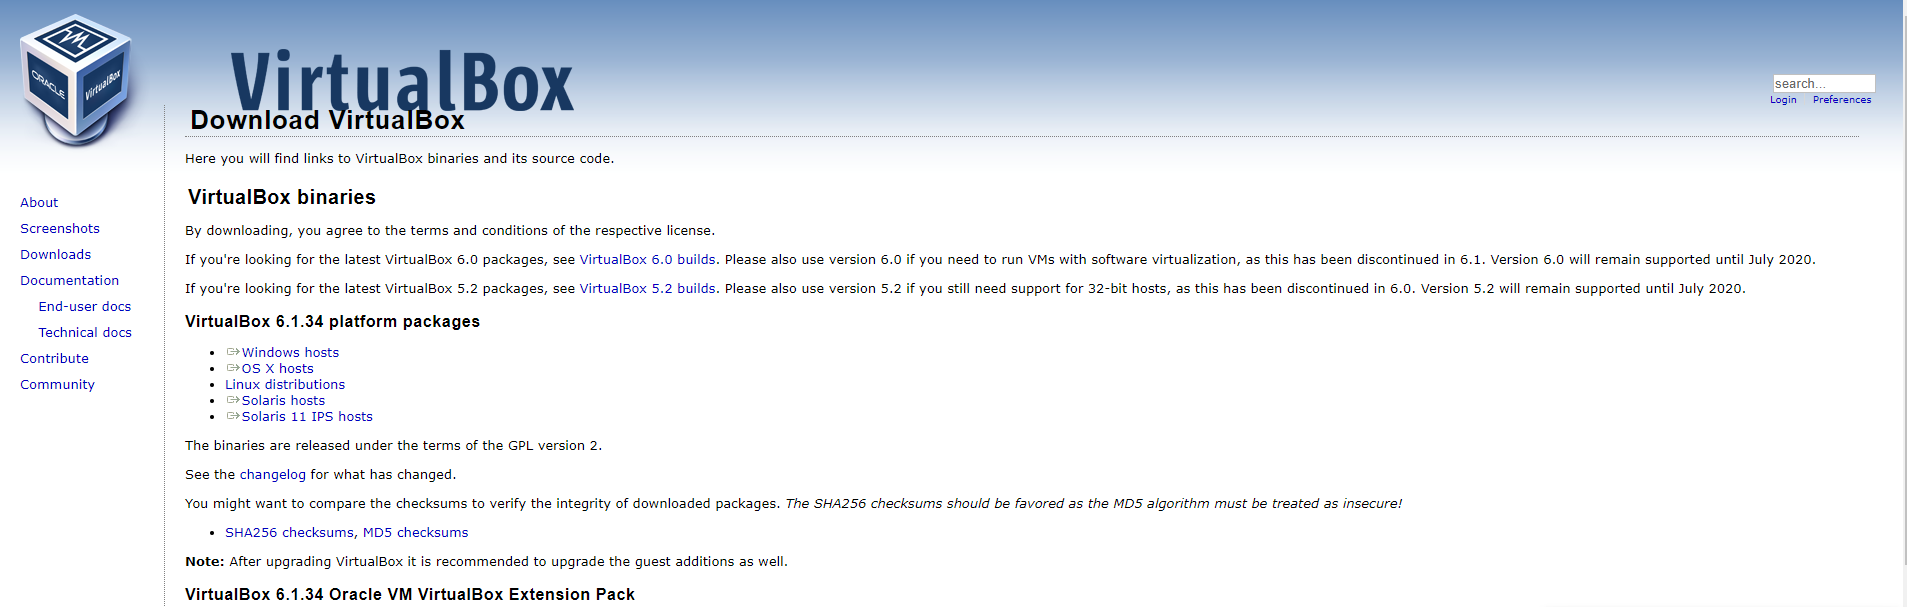 ORACLE
VirtualBox
VirtualBox
search...
Login Preferences
Download VirtualBox
Here you will find links to VirtualBox binaries and its source code.
About
Screenshots
Downloads
Documentation
End-user docs
Technical docs
Contribute
Community
VirtualBox binaries
By downloading, you agree to the terms and conditions of the respective license.
If you're looking for the latest VirtualBox 6.0 packages, see VirtualBox 6.0 builds. Please also use version 6.0 if you need to run VMs with software virtualization, as this has been discontinued in 6.1. Version 6.0 will remain supported until July 2020.
If you're looking for the latest VirtualBox 5.2 packages, see VirtualBox 5.2 builds. Please also use version 5.2 if you still need support for 32-bit hosts, as this has been discontinued in 6.0. Version 5.2 will remain supported until July 2020.
VirtualBox 6.1.34 platform packages
• Windows hosts
• OS X hosts
• Linux distributions
• Solaris hosts
• Solaris 11 IPS hosts
The binaries are released under the terms of the GPL version 2.
See the changelog for what has changed.
You might want to compare the checksums to verify the integrity of downloaded packages. The SHA256 checksums should be favored as the MD5 algorithm must be treated as insecure!
• SHA256 checksums, MD5 checksums
Note: After upgrading VirtualBox it is recommended to upgrade the guest additions as well.
VirtualBox 6.1.34 Oracle VM VirtualBox Extension Pack